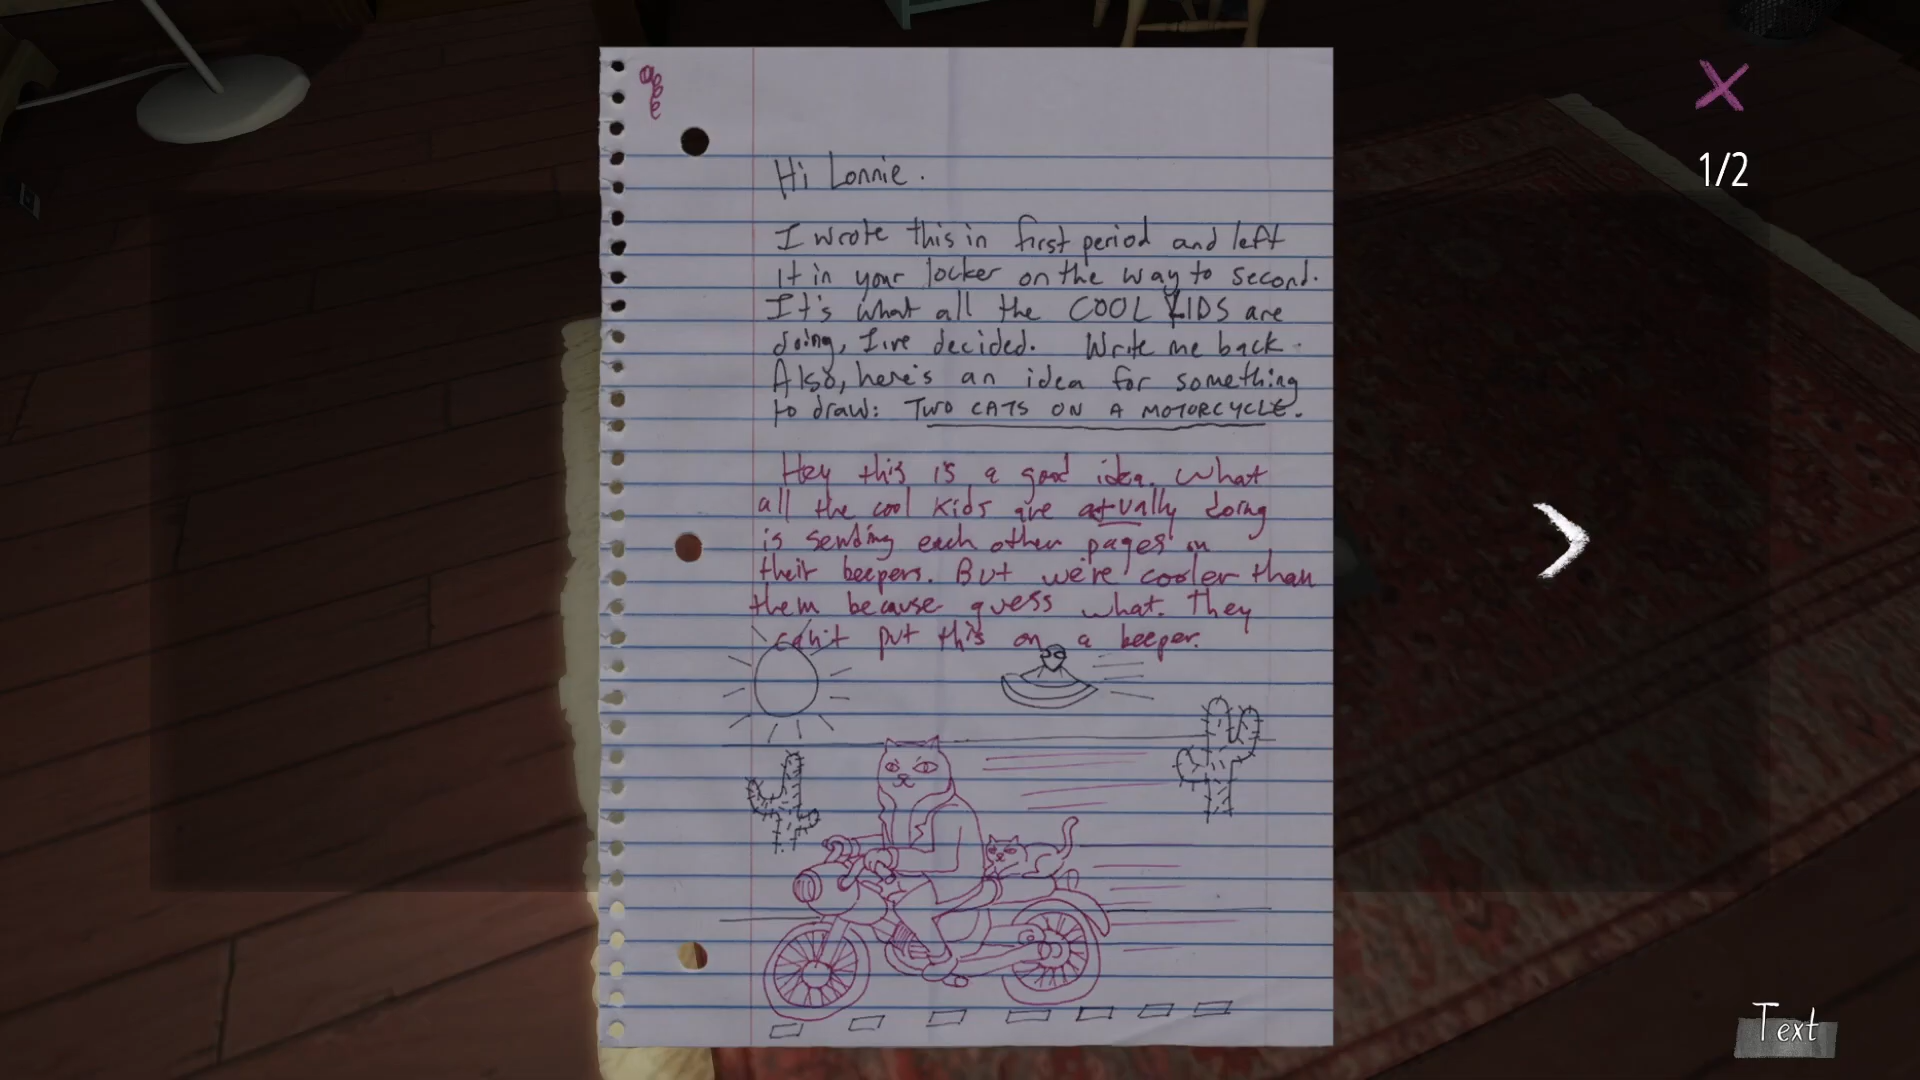 1/2
Hi Lonnie.
I wrote this in first period and left
it in your locker on the way to second.
It's what all the COOL KIDS are
doing, I've decided. Write me back.
Also, here's an idea for something
to draw: TWO CATS ON A MOTORCYCLE.
Hey this is a good idea. What
all the cool kids are actually doing
is sending each other pages on
their beepers. But we're cooler than
them because guess what. They
can't put this on a beeper.
Text